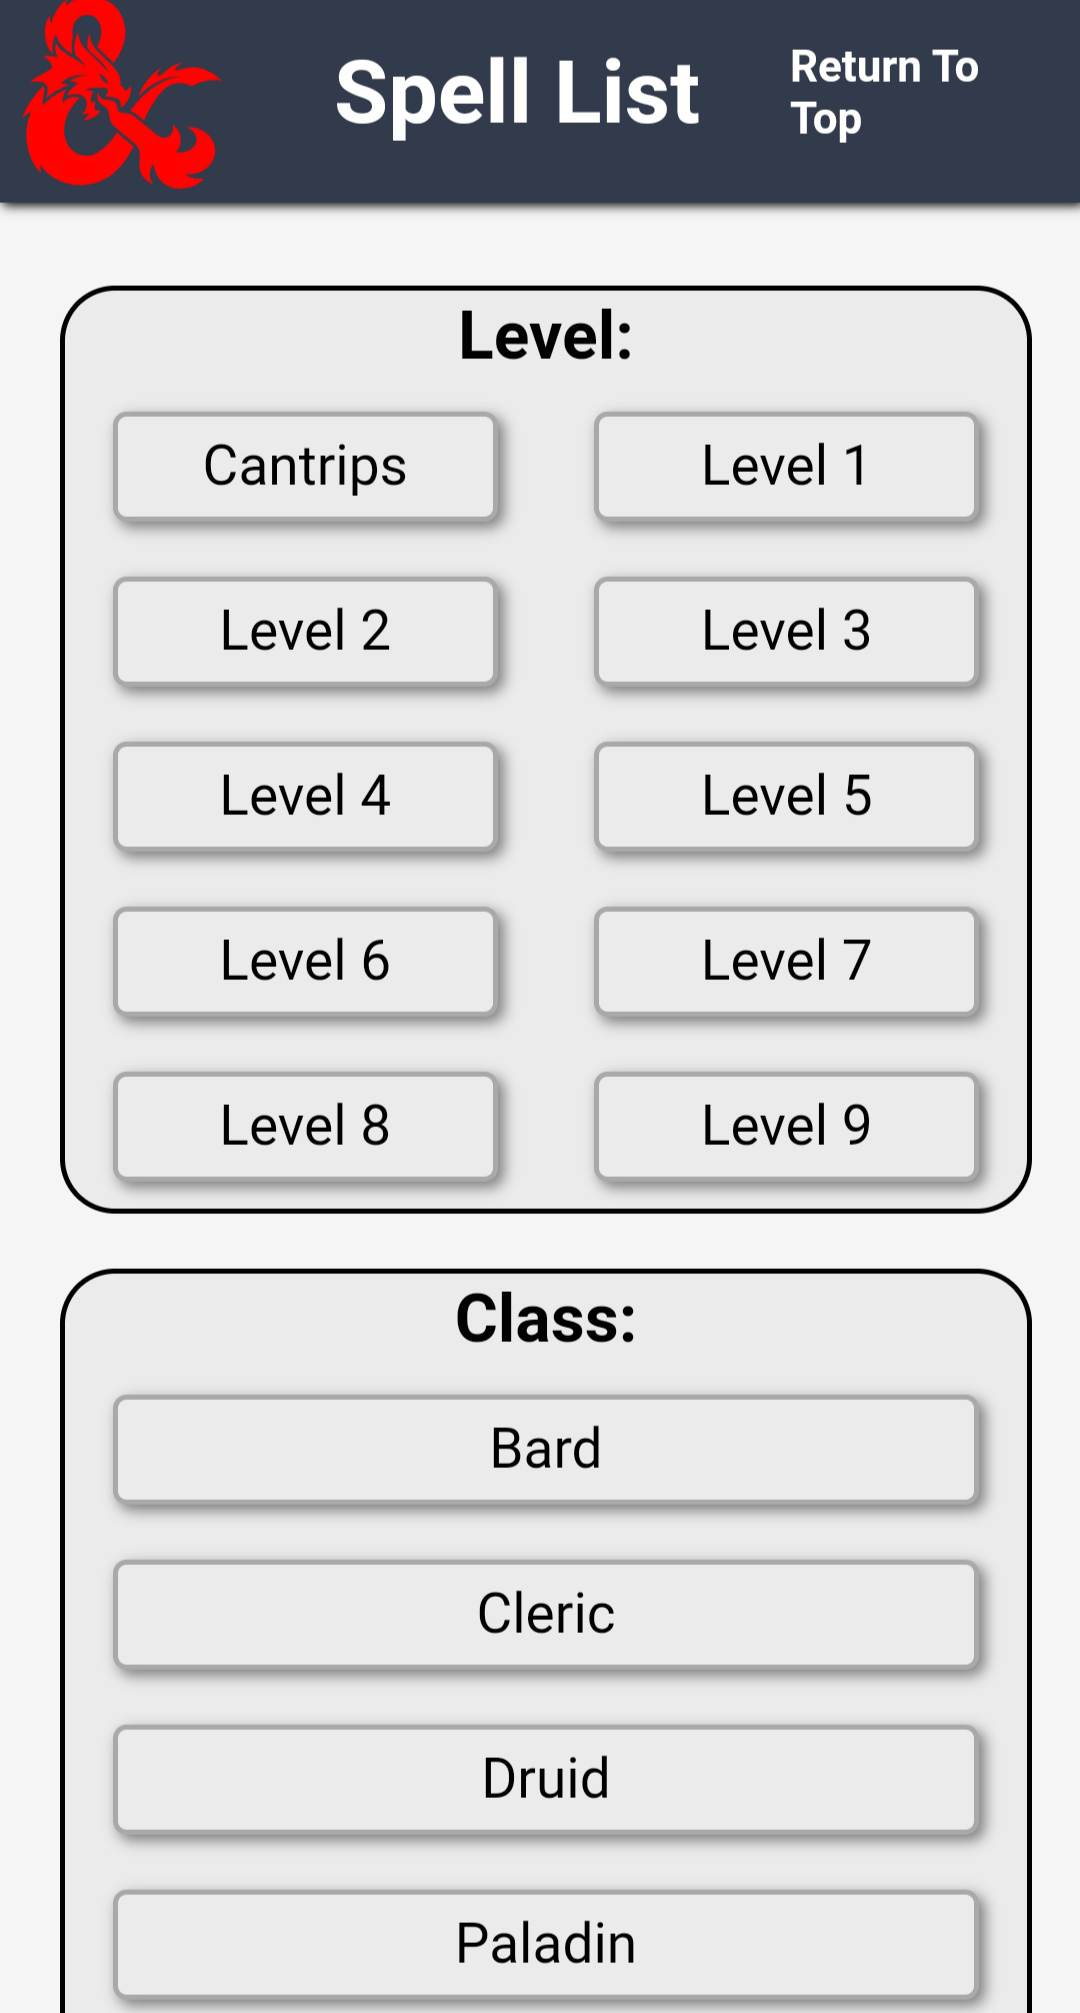 Spell List
Return To
Top
Level:
Cantrips
Level 1
Level 2
Level 3
Level 4
Level 5
Level 6
Level 7
Level 8
Level 9
Class:
Bard
Cleric
Druid
Paladin